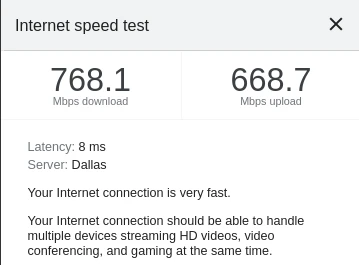 Internet speed test
768.1 668.7
Mbps download Mbps upload
Latency: 8 ms
Server: Dallas
Your Internet connection is very fast.
Your Internet connection should be able to handle
multiple devices streaming HD videos, video
conferencing, and gaming at the same time.